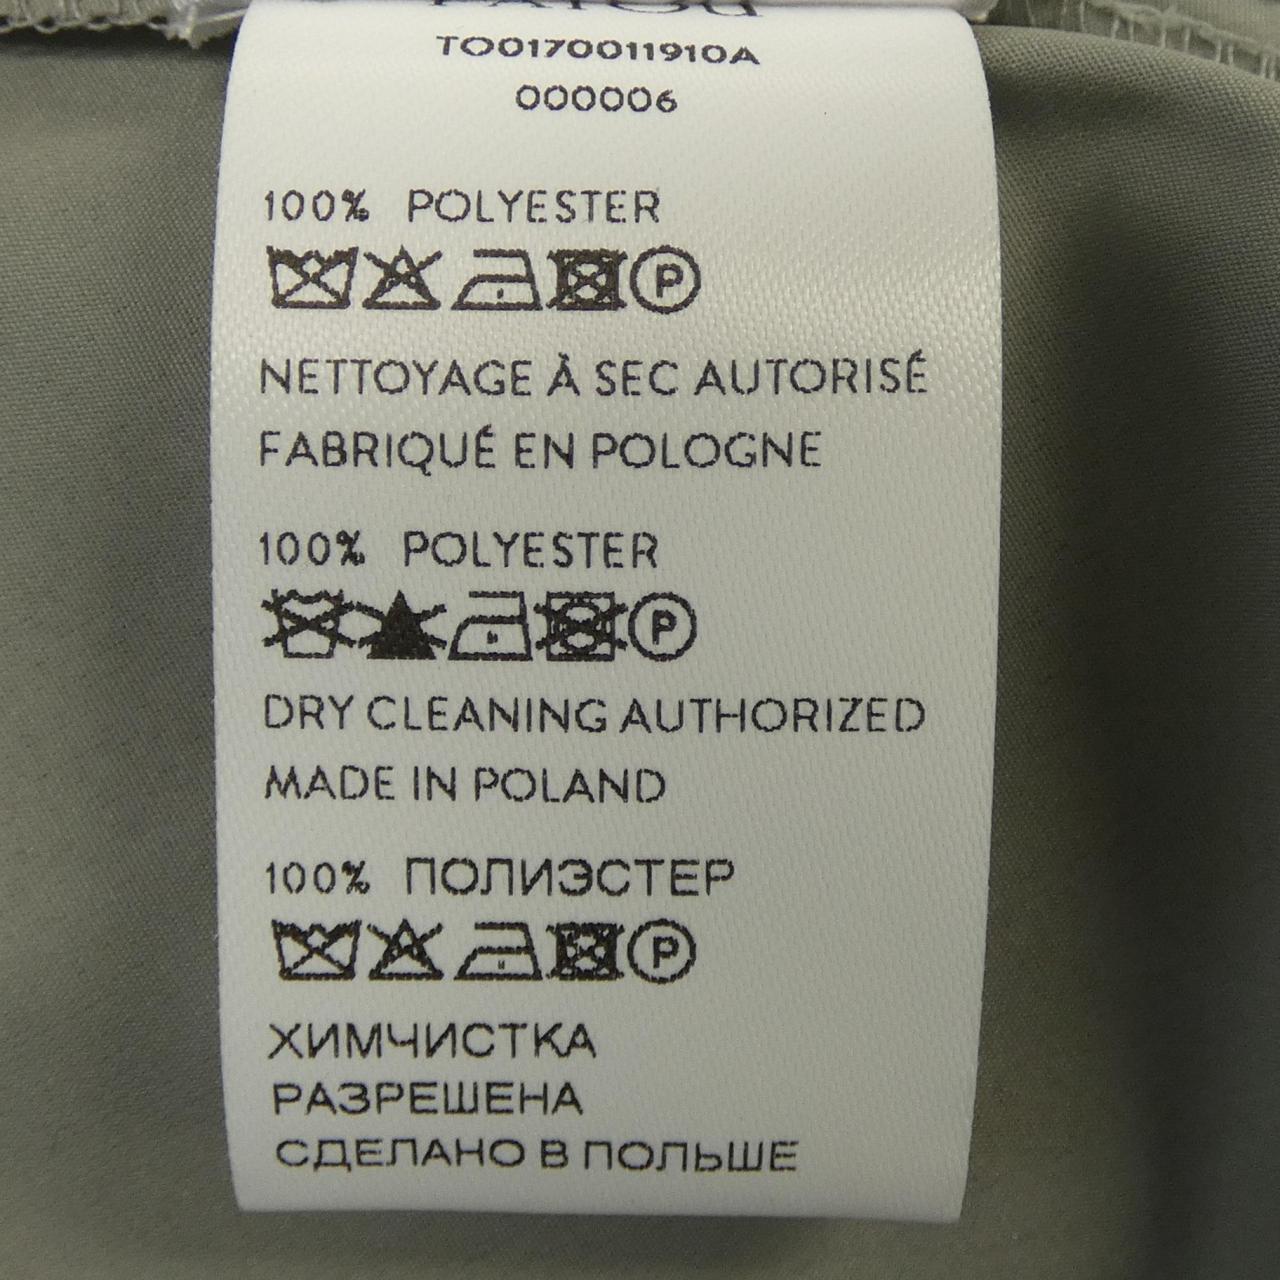 TO0170011910A
000006
100% POLYESTER
P
NETTOYAGE À SEC AUTORISÉ
FABRIQUÉ EN POLOGNE
100% POLYESTER
P
DRY CLEANING AUTHORIZED
MADE IN POLAND
100% ПОЛИЭСТЕР
P
ХИМЧИСТКА
РАЗРЕШЕНА
СДЕЛАНО В ПОЛЬШЕ